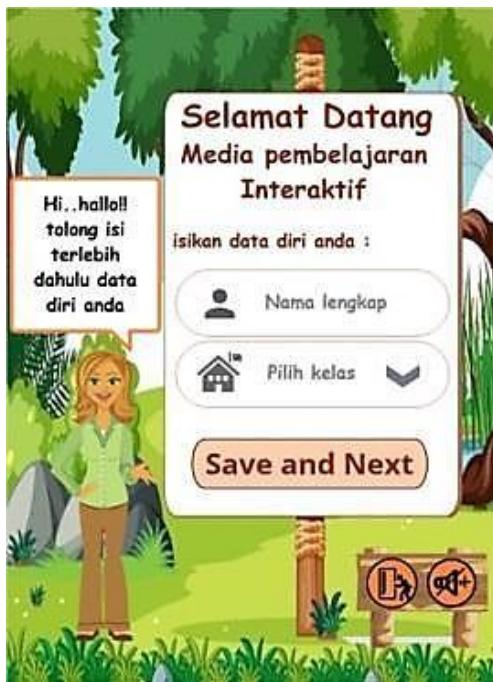 Selamat Datang
Media pembelajaran
Interaktif
Hi..hallo!!
tolong isi
terlebih
dahulu data
diri anda
isikan data diri anda :
Nama lengkap
Pilih kelas
Save and Next